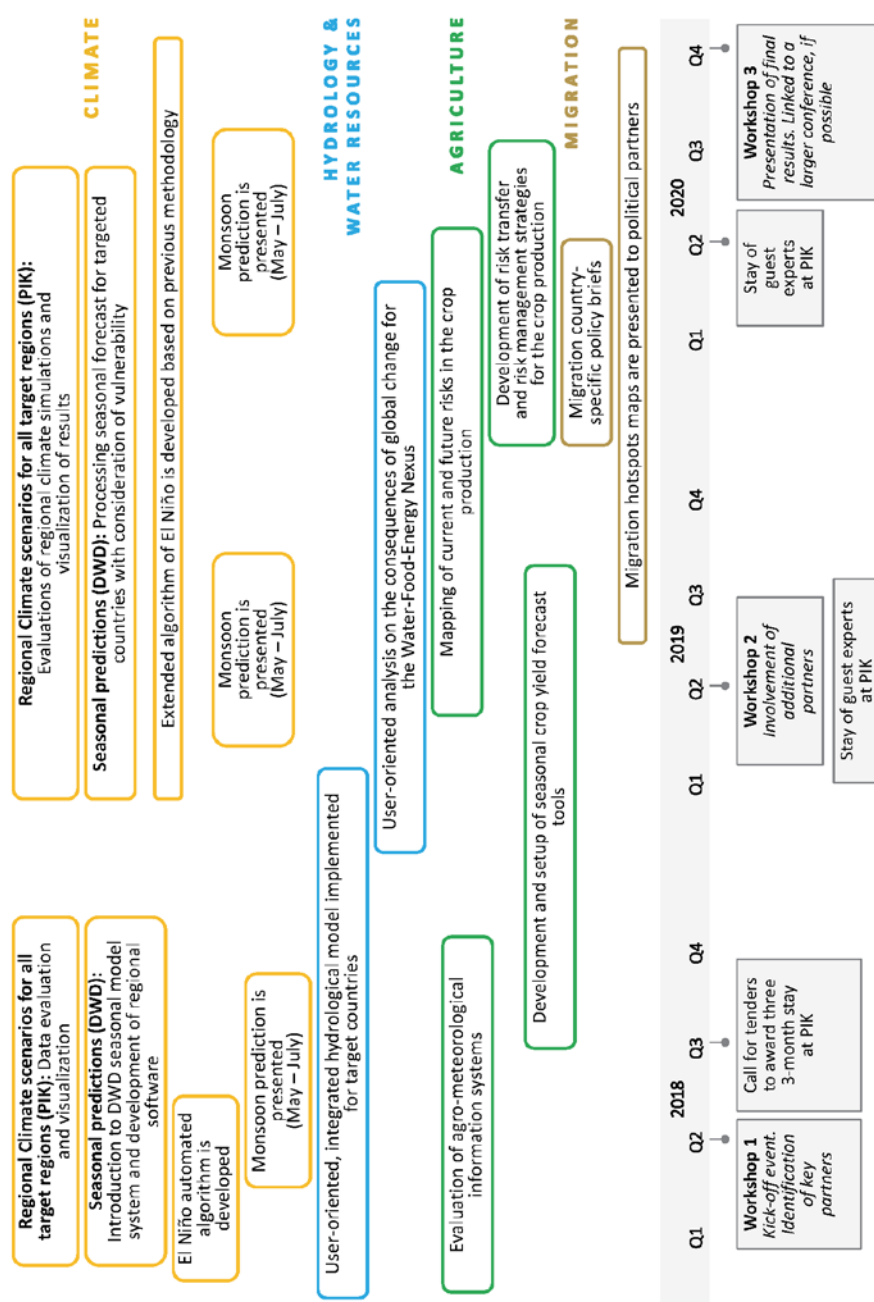 CLIMATE
Regional Climate scenarios for all
target regions (PIK): Data evaluation
and visualization
Regional Climate scenarios for all target regions (PIK):
Evaluations of regional climate simulations and
visualization of results
Seasonal predictions (DWD):
Introduction to DWD seasonal model
system and development of regional
software
Seasonal predictions (DWD): Processing seasonal forecast for targeted
countries with consideration of vulnerability
El Niño automated
algorithm is
developed
Extended algorithm of El Niño is developed based on previous methodology
Monsoon prediction is
presented
(May – July)
Monsoon
prediction is
presented
(May – July)
Monsoon
prediction is
presented
(May – July)
HYDROLOGY &
WATER RESOURCES
User-oriented, integrated hydrological model implemented
for target countries
User-oriented analysis on the consequences of global change for
the Water-Food-Energy Nexus
AGRICULTURE
Evaluation of agro-meteorological
information systems
Mapping of current and future risks in the crop
production
Development of risk transfer
and risk management strategies
for the crop production
Development and setup of seasonal crop yield forecast
tools
MIGRATION
Migration country-
specific policy briefs
Migration hotspots maps are presented to political partners
2018
2019
2020
Q1
Q2
Q3
Q4
Q1
Q2
Q3
Q4
Q1
Q2
Q3
Q4
Workshop 1
Kick-off event.
Identification
of key
partners
Call for tenders
to award three
3-month stay
at PIK
Workshop 2
Involvement of
additional
partners
Stay of guest experts
at PIK
Stay of
guest
experts
at PIK
Workshop 3
Presentation of final
results. Linked to a
larger conference, if
possible